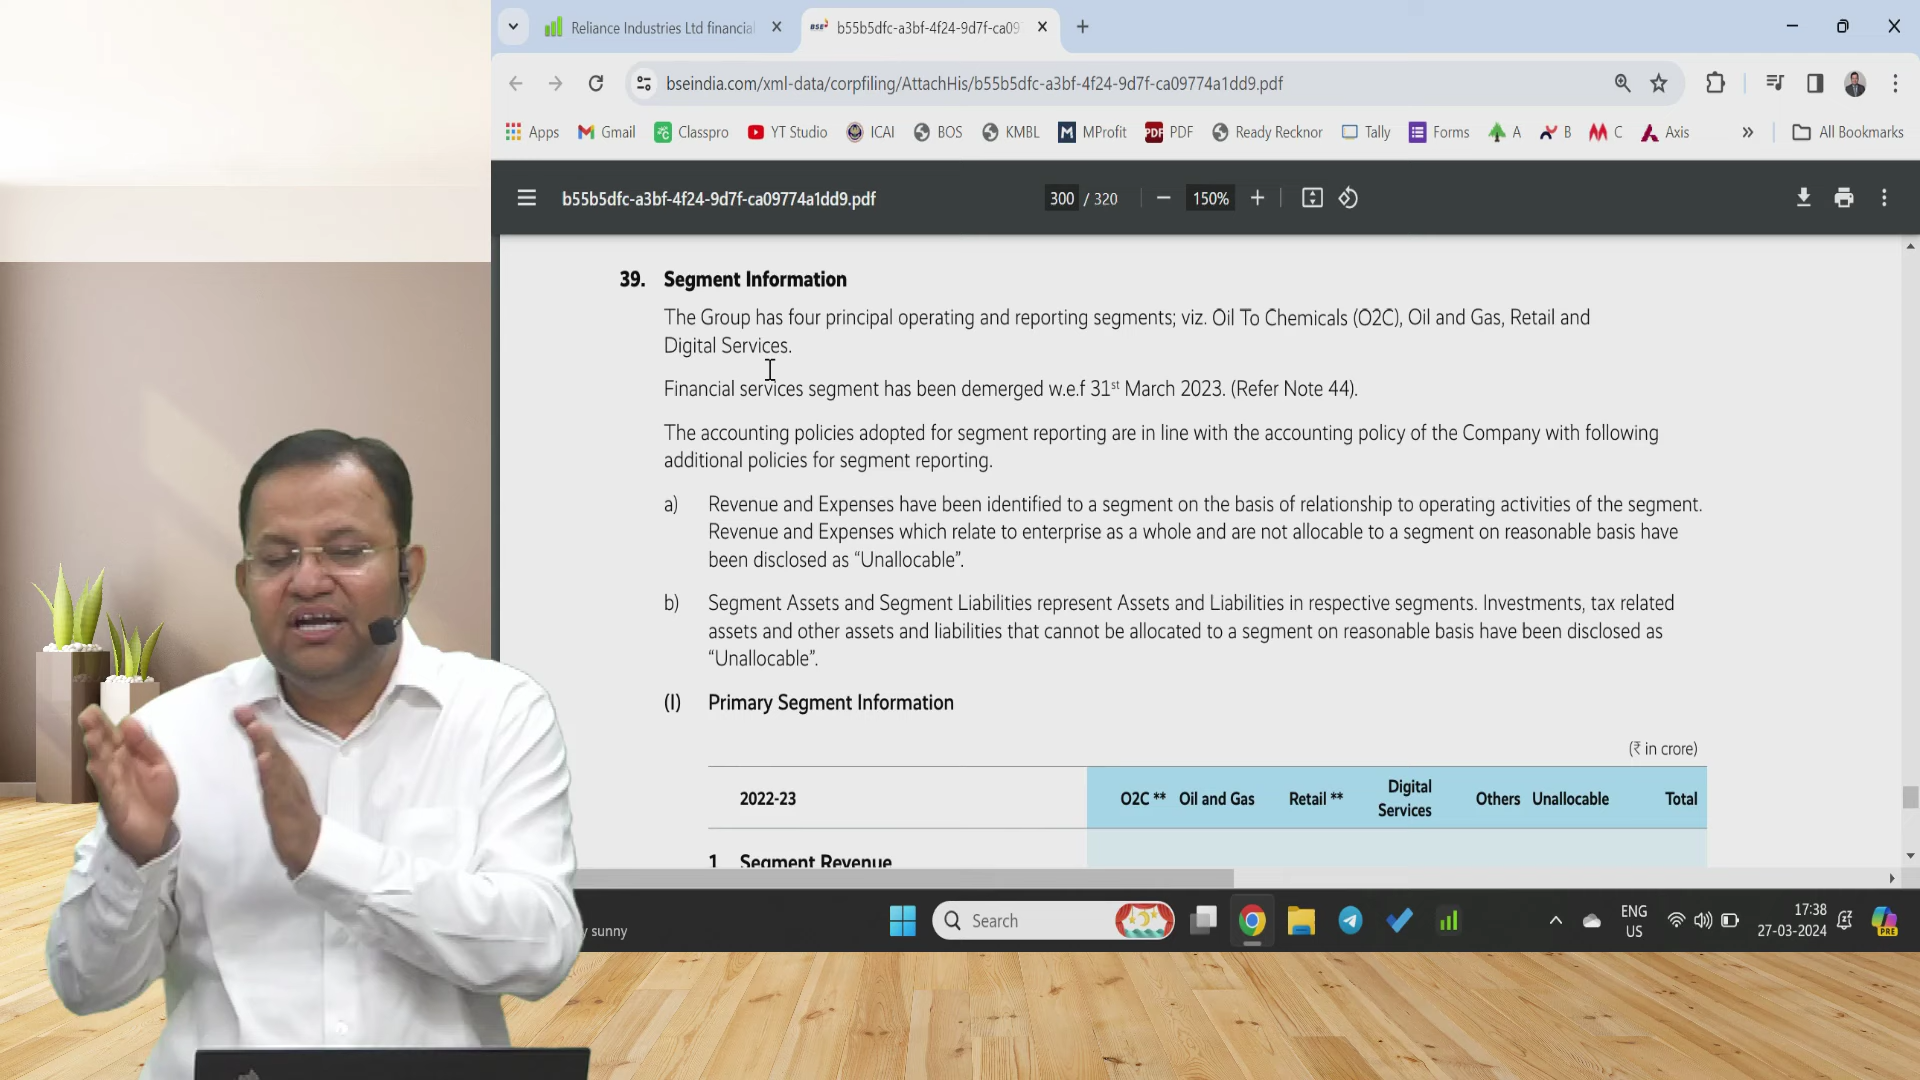 Reliance Industries Ltd financia
BSE b55b5dfc-a3bf-4f24-9d7f-ca09
bseindia.com/xml-data/corpfiling/AttachHis/b55b5dfc-a3bf-4f24-9d7f-ca09774a1dd9.pdf
Apps Gmail Classpro YT Studio ICAI BOS KMBL MProfit PDF PDF Ready Recknor Tally Forms A B C Axis » All Bookmarks
b55b5dfc-a3bf-4f24-9d7f-ca09774a1dd9.pdf 300 / 320 150%
39. Segment Information
The Group has four principal operating and reporting segments; viz. Oil To Chemicals (O2C), Oil and Gas, Retail and
Digital Services.
Financial services segment has been demerged w.e.f 31st March 2023. (Refer Note 44).
The accounting policies adopted for segment reporting are in line with the accounting policy of the Company with following
additional policies for segment reporting.
a) Revenue and Expenses have been identified to a segment on the basis of relationship to operating activities of the segment.
Revenue and Expenses which relate to enterprise as a whole and are not allocable to a segment on reasonable basis have
been disclosed as “Unallocable”.
b) Segment Assets and Segment Liabilities represent Assets and Liabilities in respective segments. Investments, tax related
assets and other assets and liabilities that cannot be allocated to a segment on reasonable basis have been disclosed as
“Unallocable”.
(I) Primary Segment Information
(₹ in crore)
2022-23 O2C ** Oil and Gas Retail ** Digital Services Others Unallocable Total
1 Segment Revenue
sunny
Search
ENG
US
17:38
27-03-2024
PRE